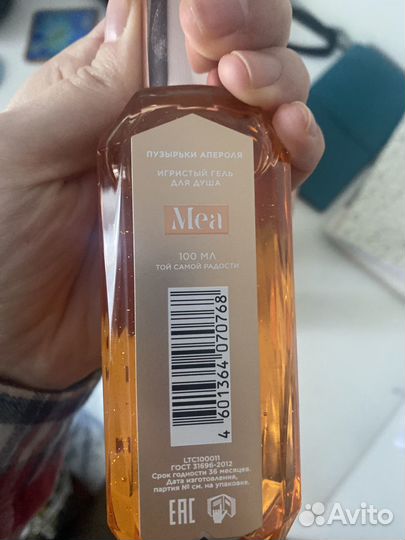 ПУЗЫРЬКИ АПЕРОЛЯ
ИГРИСТЫЙ ГЕЛЬ
ДЛЯ ДУША
Mea
100 МЛ
ТОЙ САМОЙ РАДОСТИ
4 601364 070768
LTC100011
ГОСТ 31696-2012
Срок годности 36 месяцев.
Дата изготовления,
партия № см. на упаковке.
EAC
Avito